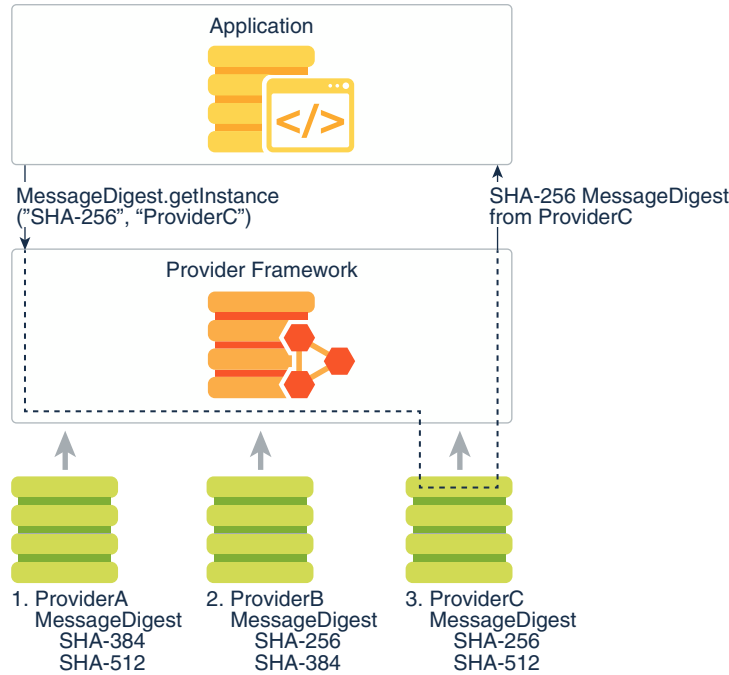 Application
</>
MessageDigest.getInstance
(”SHA-256”, “ProviderC”)
SHA-256 MessageDigest
from ProviderC
Provider Framework
1. ProviderA
MessageDigest
SHA-384
SHA-512
2. ProviderB
MessageDigest
SHA-256
SHA-384
3. ProviderC
MessageDigest
SHA-256
SHA-512